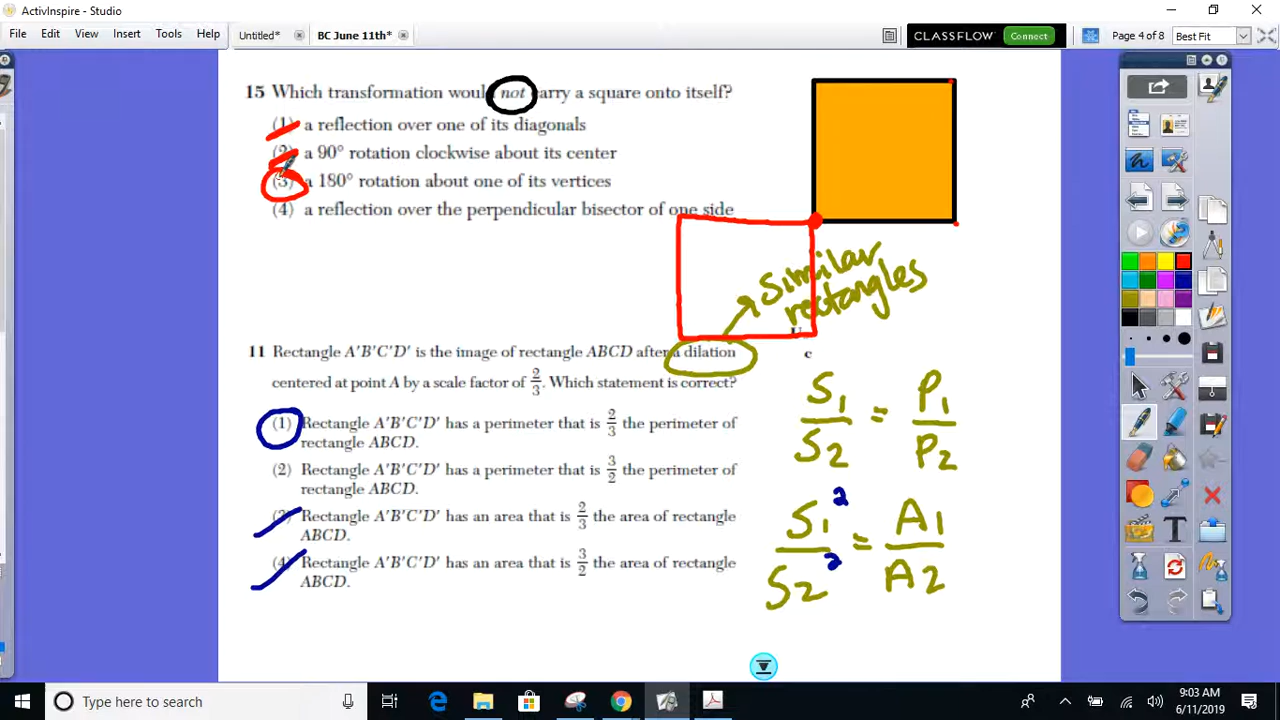 ActivInspire - Studio
File Edit View Insert Tools Help
Untitled* BC June 11th*
CLASSFLOW Connect
Page 4 of 8 Best Fit
15 Which transformation would not carry a square onto itself?
(1) a reflection over one of its diagonals
(2) a 90° rotation clockwise about its center
(3) a 180° rotation about one of its vertices
(4) a reflection over the perpendicular bisector of one side
Similar
rectangles
11 Rectangle A′B′C′D′ is the image of rectangle ABCD after a dilation
c
centered at point A by a scale factor of 2/3. Which statement is correct?
(1) Rectangle A′B′C′D′ has a perimeter that is 2/3 the perimeter of
rectangle ABCD.
(2) Rectangle A′B′C′D′ has a perimeter that is 3/2 the perimeter of
rectangle ABCD.
(3) Rectangle A′B′C′D′ has an area that is 2/3 the area of rectangle
ABCD.
(4) Rectangle A′B′C′D′ has an area that is 3/2 the area of rectangle
ABCD.
S1/S2 = P1/P2
S1²/S2² = A1/A2
Type here to search
9:03 AM
6/11/2019